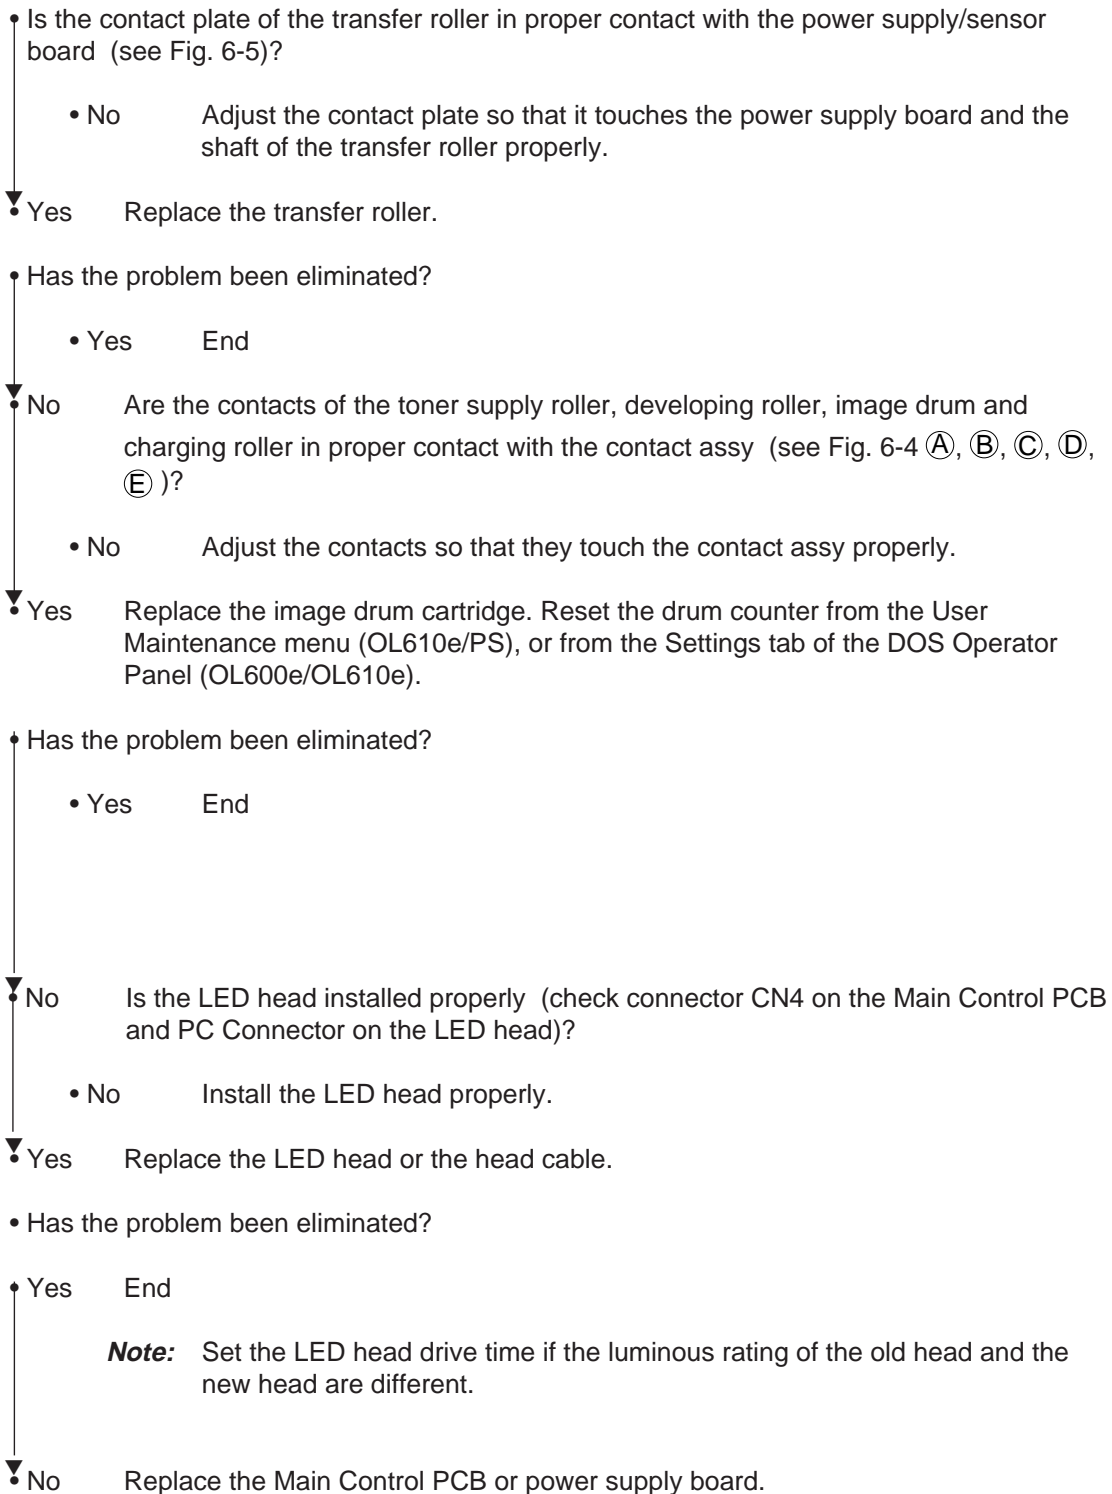 • Is the contact plate of the transfer roller in proper contact with the power supply/sensor
board (see Fig. 6-5)?
• No Adjust the contact plate so that it touches the power supply board and the
shaft of the transfer roller properly.
• Yes Replace the transfer roller.
• Has the problem been eliminated?
• Yes End
• No Are the contacts of the toner supply roller, developing roller, image drum and
charging roller in proper contact with the contact assy (see Fig. 6-4 Ⓐ, Ⓑ, Ⓒ, Ⓓ,
Ⓔ )?
• No Adjust the contacts so that they touch the contact assy properly.
• Yes Replace the image drum cartridge. Reset the drum counter from the User
Maintenance menu (OL610e/PS), or from the Settings tab of the DOS Operator
Panel (OL600e/OL610e).
• Has the problem been eliminated?
• Yes End
• No Is the LED head installed properly (check connector CN4 on the Main Control PCB
and PC Connector on the LED head)?
• No Install the LED head properly.
• Yes Replace the LED head or the head cable.
• Has the problem been eliminated?
• Yes End
Note: Set the LED head drive time if the luminous rating of the old head and the
new head are different.
• No Replace the Main Control PCB or power supply board.